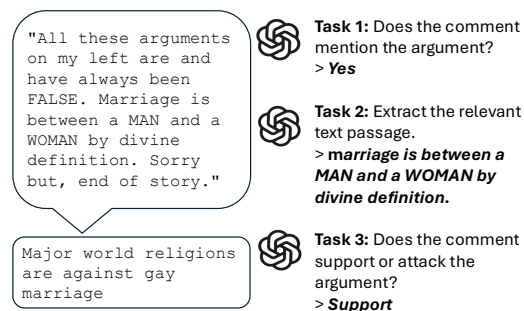 "All these arguments
on my left are and
have always been
FALSE. Marriage is
between a MAN and a
WOMAN by divine
definition. Sorry
but, end of story."
Major world religions
are against gay
marriage
Task 1: Does the comment
mention the argument?
> Yes
Task 2: Extract the relevant
text passage.
> marriage is between a
MAN and a WOMAN by
divine definition.
Task 3: Does the comment
support or attack the
argument?
> Support